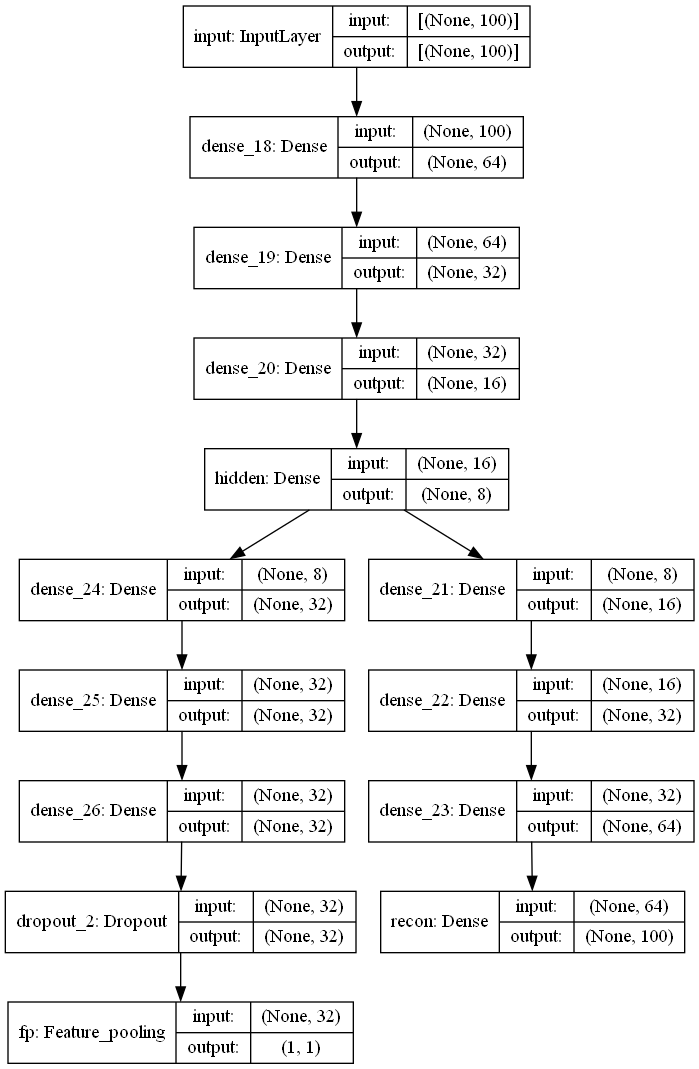 input: InputLayer
input: [(None, 100)]
output: [(None, 100)]
dense_18: Dense
input: (None, 100)
output: (None, 64)
dense_19: Dense
input: (None, 64)
output: (None, 32)
dense_20: Dense
input: (None, 32)
output: (None, 16)
hidden: Dense
input: (None, 16)
output: (None, 8)
dense_24: Dense
input: (None, 8)
output: (None, 32)
dense_21: Dense
input: (None, 8)
output: (None, 16)
dense_25: Dense
input: (None, 32)
output: (None, 32)
dense_22: Dense
input: (None, 16)
output: (None, 32)
dense_26: Dense
input: (None, 32)
output: (None, 32)
dense_23: Dense
input: (None, 32)
output: (None, 64)
dropout_2: Dropout
input: (None, 32)
output: (None, 32)
recon: Dense
input: (None, 64)
output: (None, 100)
fp: Feature_pooling
input: (None, 32)
output: (1, 1)